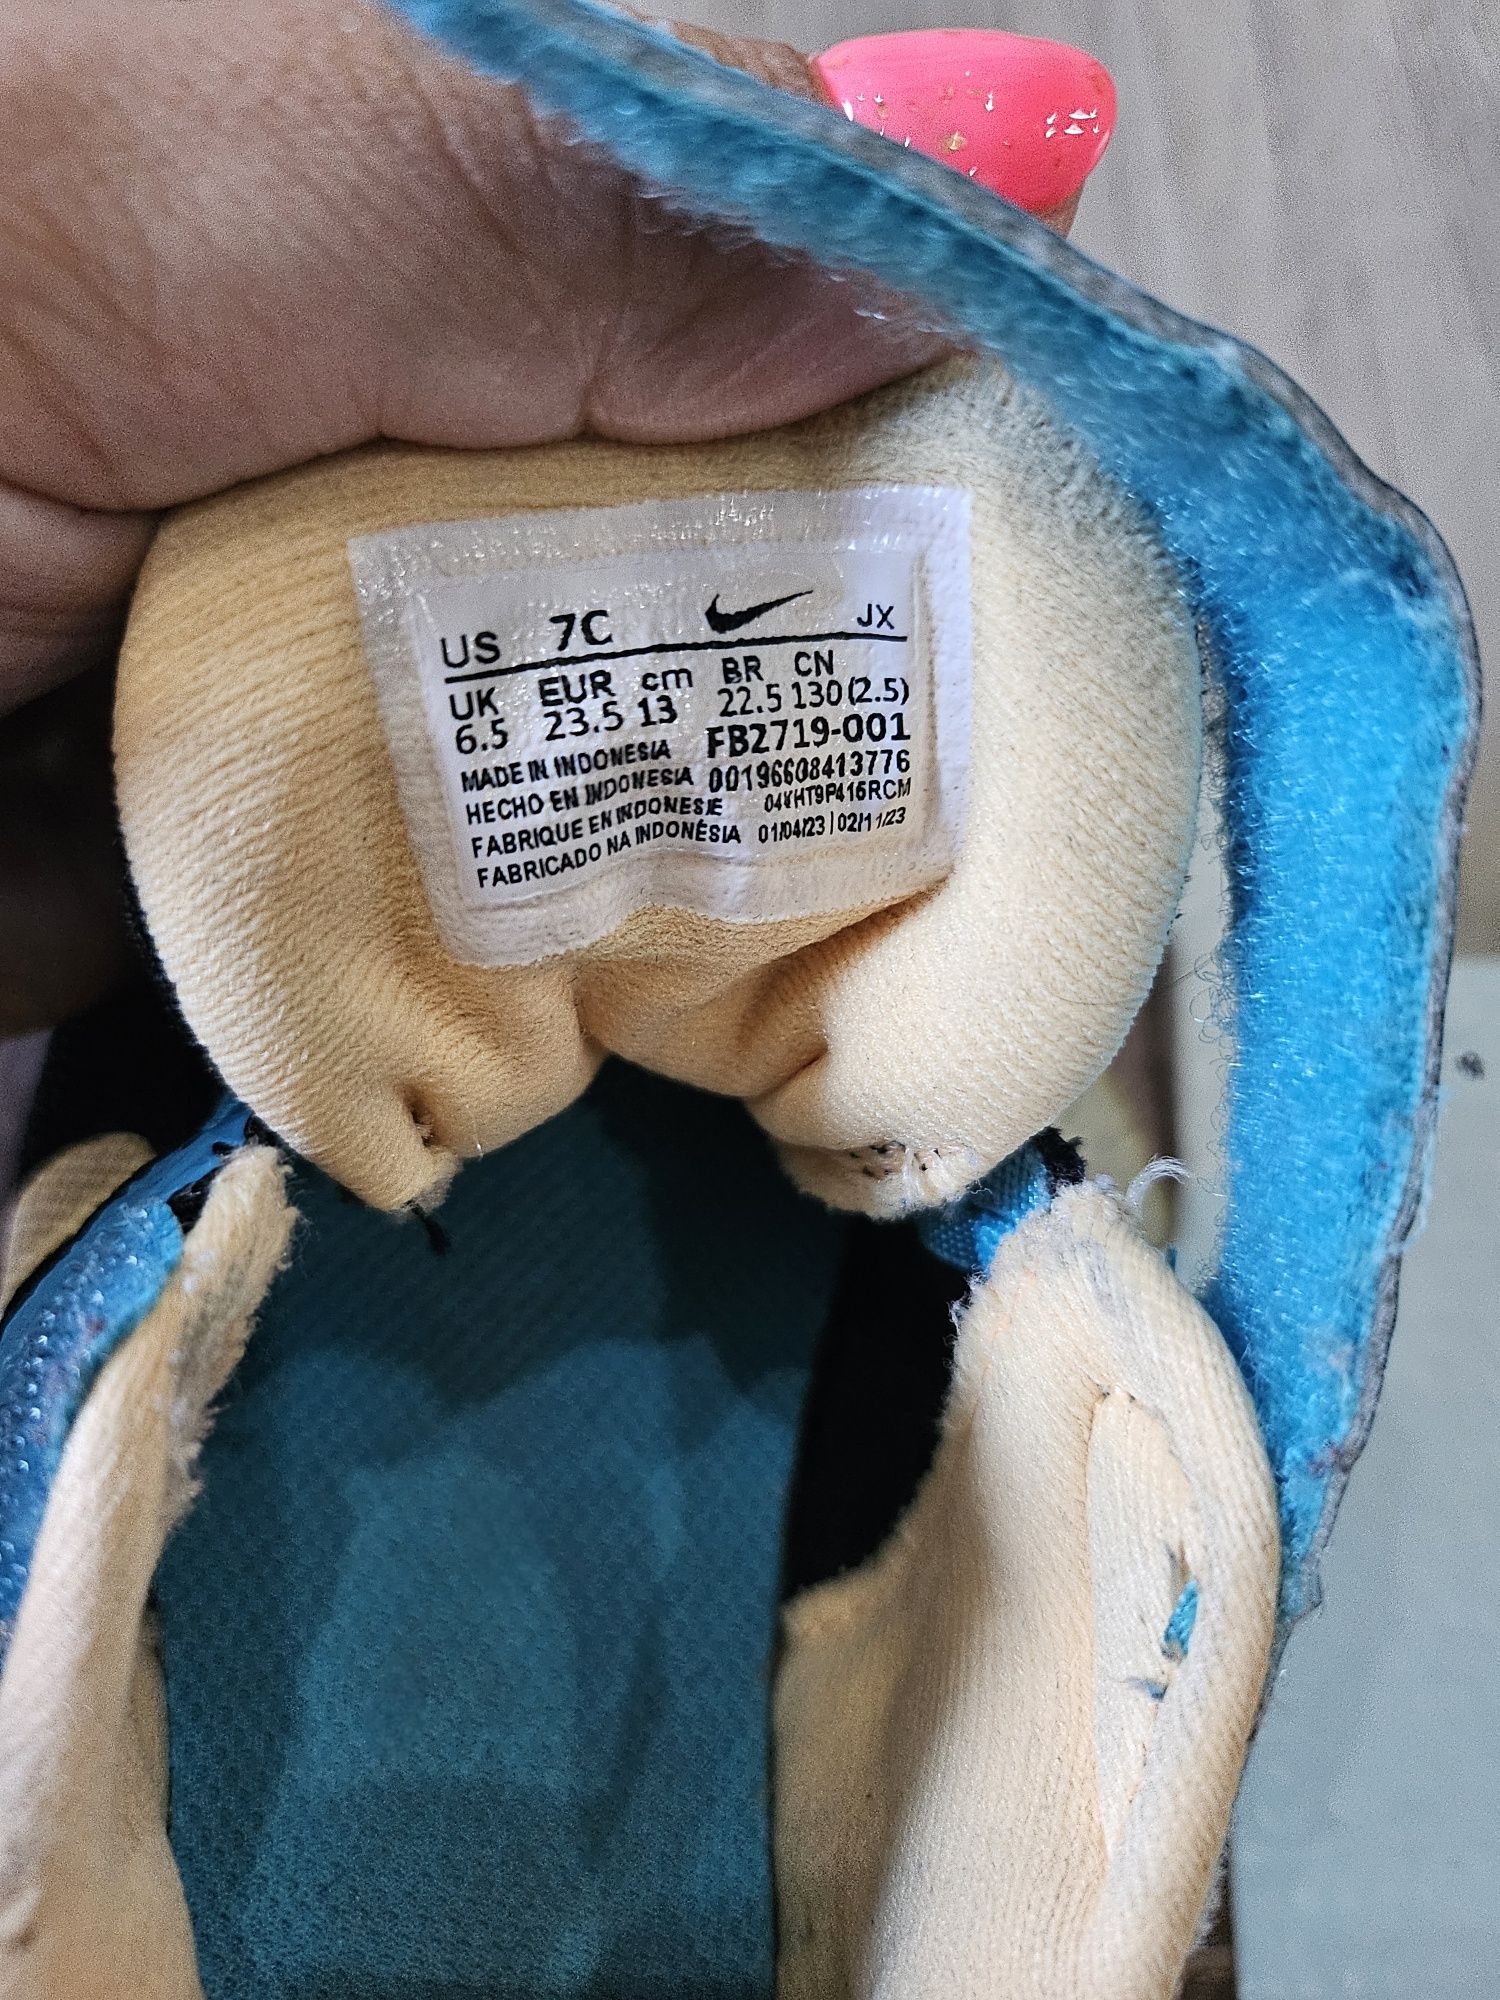 US 7C JX
UK EUR cm BR CN
6.5 23.5 13 22.5 130(2.5)
MADE IN INDONESIA FB2719-001
HECHO EN INDONESIA 00196608413776
FABRIQUE EN INDONESIE
FABRICADO NA INDONÉSIA 01/04/23 | 02/11/23